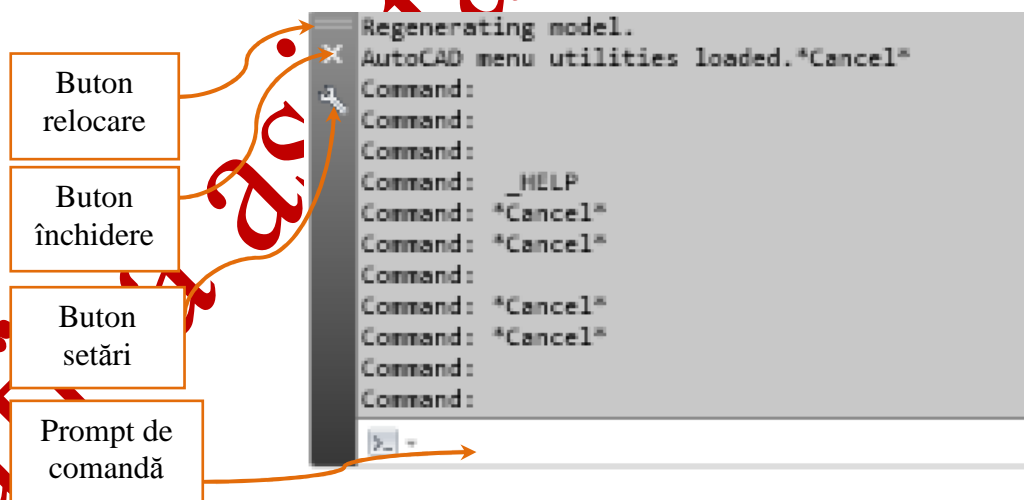 Buton
relocare
Buton
închidere
Buton
setări
Prompt de
comandă
Regenerating model.
AutoCAD menu utilities loaded.*Cancel*
Command:
Command:
Command:
Command: _HELP
Command: *Cancel*
Command: *Cancel*
Command:
Command: *Cancel*
Command: *Cancel*
Command:
Command: